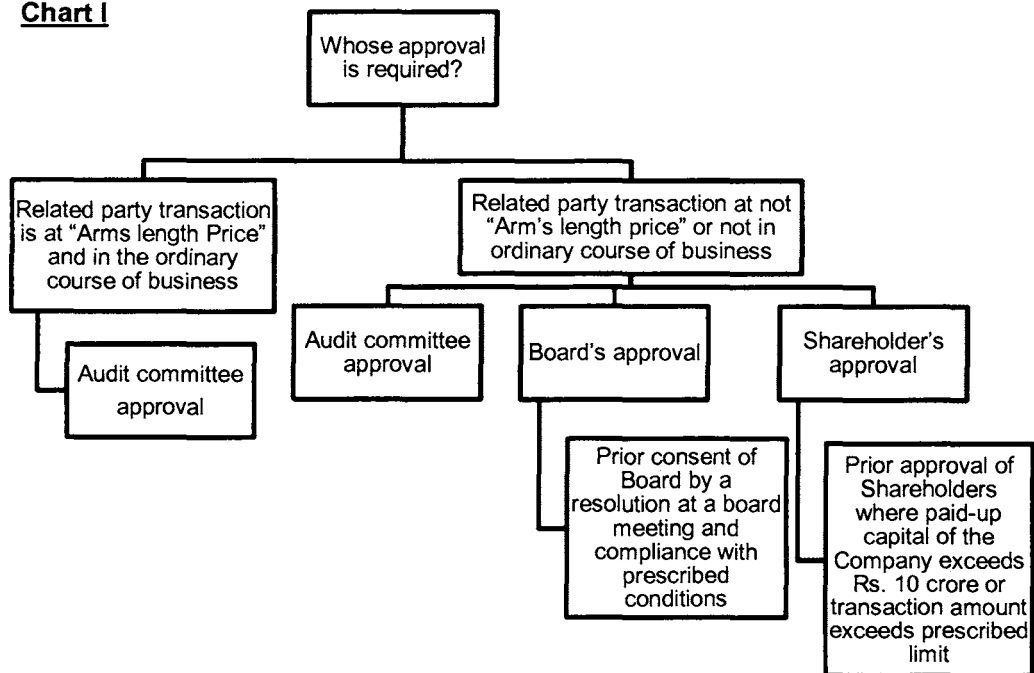 Chart I
Whose approval
is required?
Related party transaction
is at “Arms length Price”
and in the ordinary
course of business
Related party transaction at not
“Arm’s length price” or not in
ordinary course of business
Audit committee
approval
Audit committee
approval
Board’s approval
Shareholder’s
approval
Prior consent of
Board by a
resolution at a board
meeting and
compliance with
prescribed
conditions
Prior approval of
Shareholders
where paid-up
capital of the
Company exceeds
Rs. 10 crore or
transaction amount
exceeds prescribed
limit